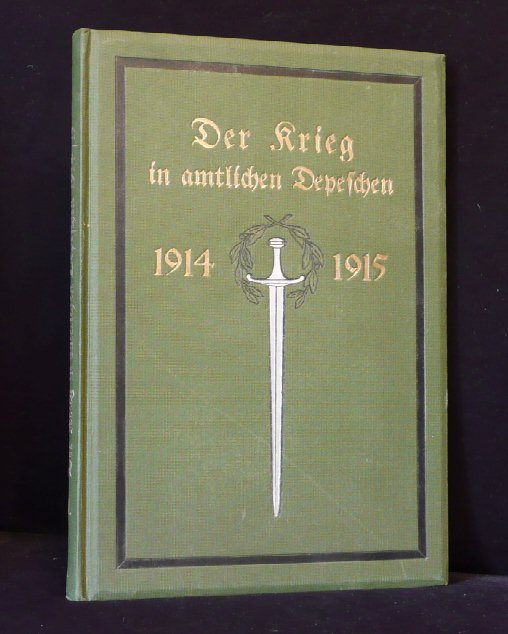 Der Krieg
in amtlichen Depeschen
1914 1915